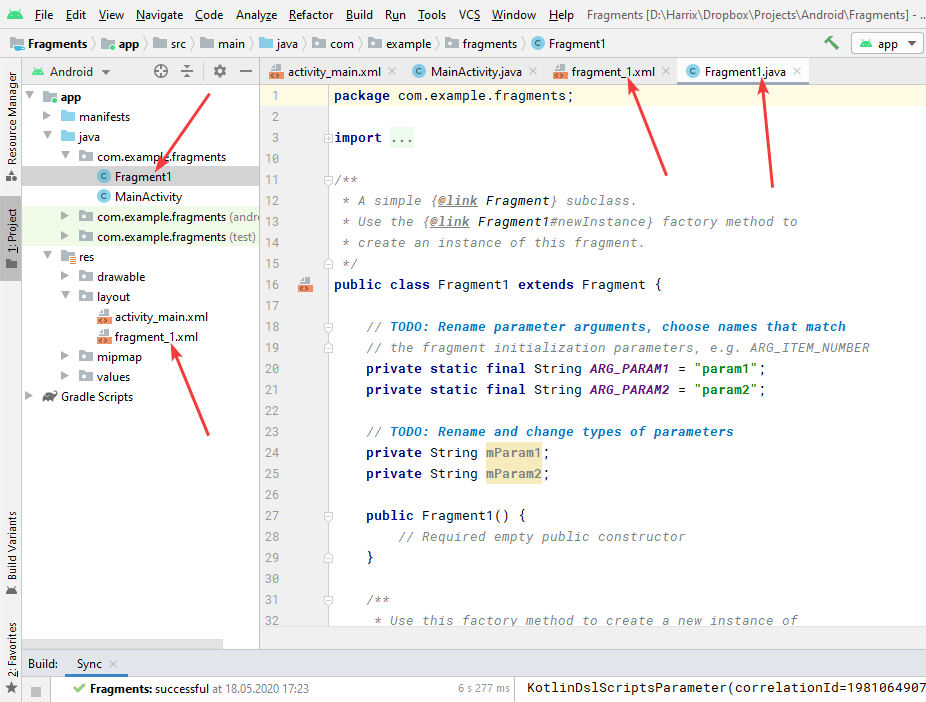 File Edit View Navigate Code Analyze Refactor Build Run Tools VCS Window Help Fragments [D:\Harrix\Dropbox\Projects\Android\Fragments] - ...
Fragments app src main java com example fragments Fragment1 app
Resource Manager
1: Project
Build Variants
2: Favorites
Android
app
manifests
java
com.example.fragments
Fragment1
MainActivity
com.example.fragments (andr
com.example.fragments (test)
res
drawable
layout
activity_main.xml
fragment_1.xml
mipmap
values
Gradle Scripts
activity_main.xml MainActivity.java fragment_1.xml Fragment1.java
1 package com.example.fragments;
2
3 import ...
10
11 /**
12 * A simple {@link Fragment} subclass.
13 * Use the {@link Fragment1#newInstance} factory method to
14 * create an instance of this fragment.
15 */
16 public class Fragment1 extends Fragment {
17
18 // TODO: Rename parameter arguments, choose names that match
19 // the fragment initialization parameters, e.g. ARG_ITEM_NUMBER
20 private static final String ARG_PARAM1 = "param1";
21 private static final String ARG_PARAM2 = "param2";
22
23 // TODO: Rename and change types of parameters
24 private String mParam1;
25 private String mParam2;
26
27 public Fragment1() {
28 // Required empty public constructor
29 }
30
31 /**
32 * Use this factory method to create a new instance of
Build: Sync
Fragments: successful at 18.05.2020 17:23 6 s 277 ms KotlinDslScriptsParameter(correlationId=1981064907